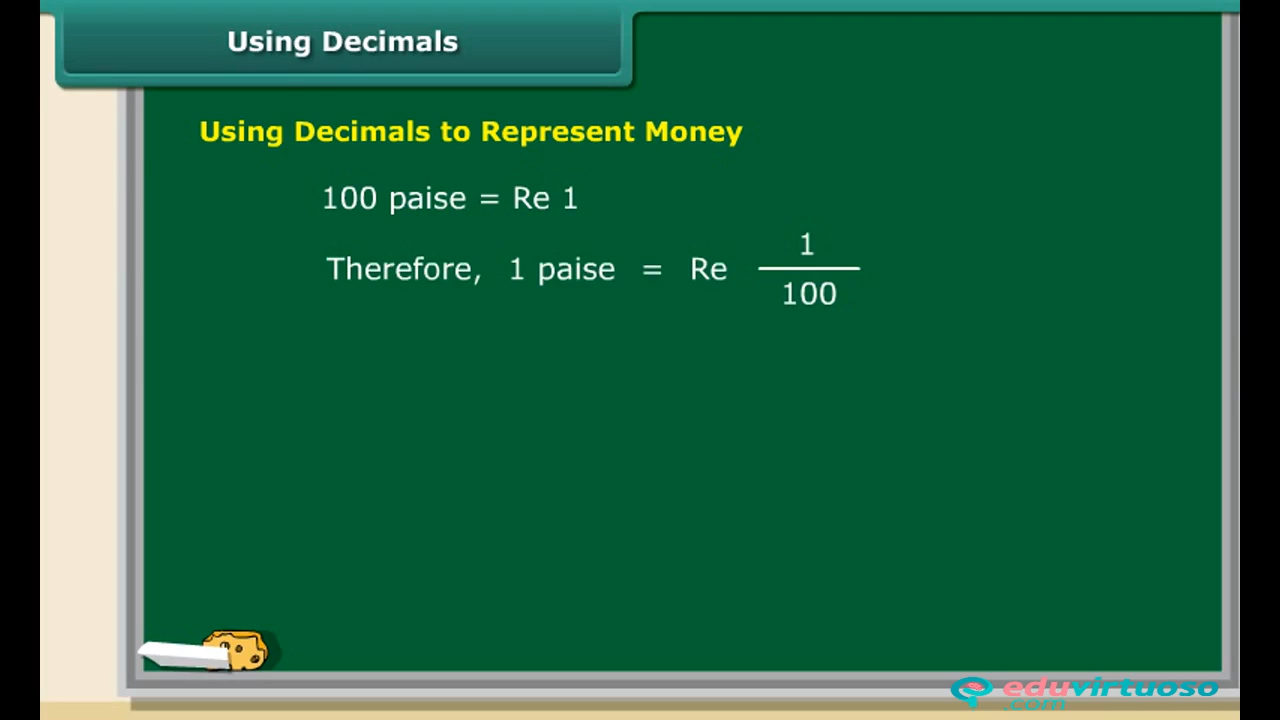 Using Decimals
Using Decimals to Represent Money
100 paise = Re 1
Therefore, 1 paise = Re 1/100
eduvirtuoso
.com